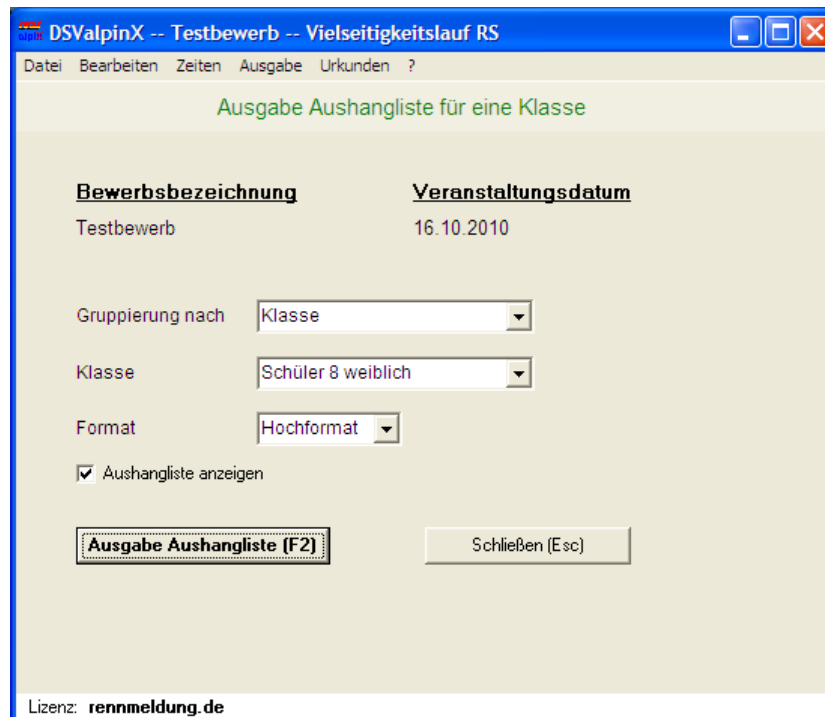 DSValpinX -- Testbewerb -- Vielseitigkeitslauf RS
Datei Bearbeiten Zeiten Ausgabe Urkunden ?
Ausgabe Aushangliste für eine Klasse
Bewerbsbezeichnung Veranstaltungsdatum
Testbewerb 16.10.2010
Gruppierung nach Klasse
Klasse Schüler 8 weiblich
Format Hochformat
Aushangliste anzeigen
Ausgabe Aushangliste (F2) Schließen (Esc)
Lizenz: rennmeldung.de